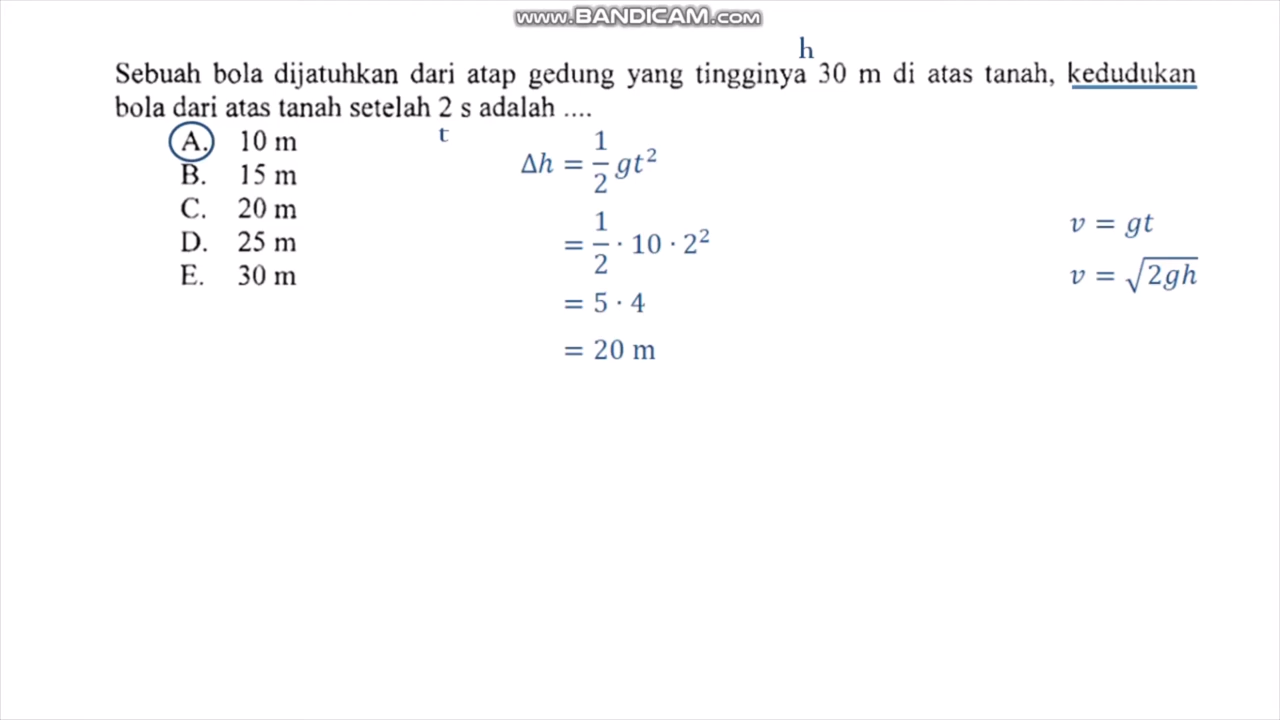 www.BANDICAM.com
h
Sebuah bola dijatuhkan dari atap gedung yang tingginya 30 m di atas tanah, kedudukan
bola dari atas tanah setelah 2 s adalah ....
t
A. 10 m
B. 15 m
C. 20 m
D. 25 m
E. 30 m
Δh = 1/2 gt²
= 1/2 · 10 · 2²
= 5 · 4
= 20 m
v = gt
v = √2gh